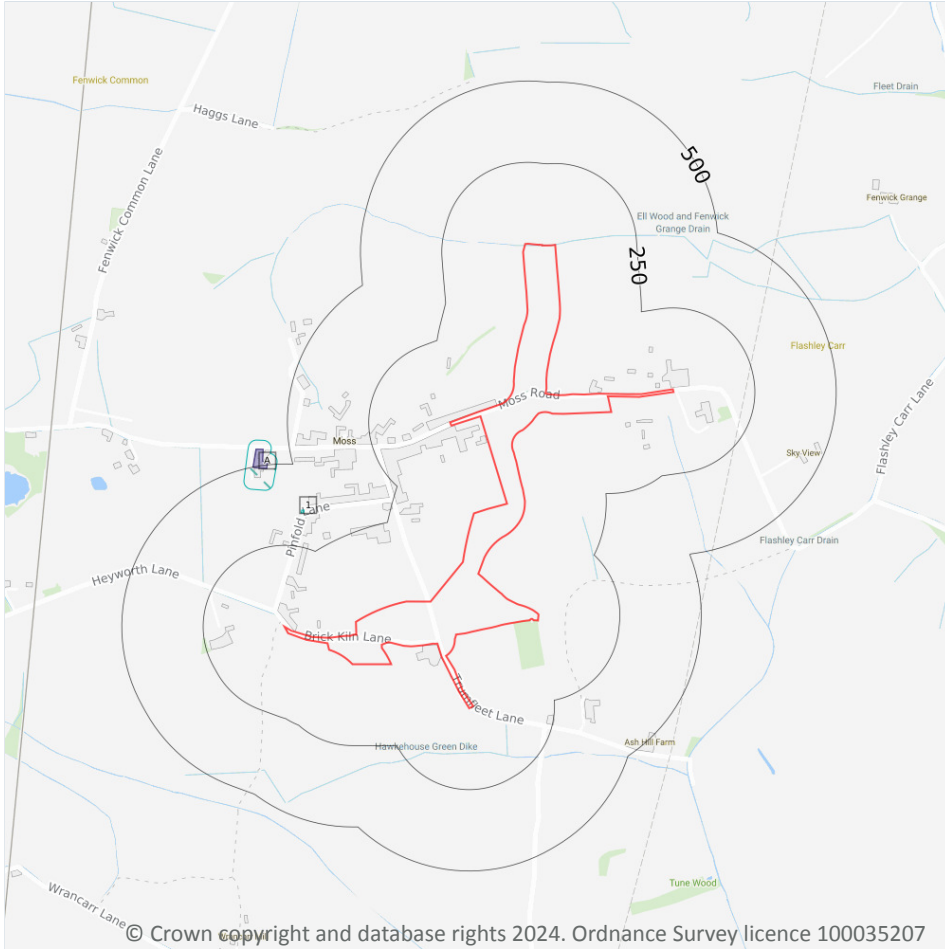 Fenwick Common
Fleet Drain
Haggs Lane
500
Fenwick Common Lane
Fenwick Grange
Ell Wood and Fenwick
Grange Drain
250
Flashley Carr
Moss Road
Flashley Carr Lane
Moss
A
Sky View
1
Pinfold Lane
Flashley Carr Drain
Heyworth Lane
Brick Kiln Lane
Trumfleet Lane
Hawkehouse Green Dike
Ash Hill Farm
Tune Wood
Wrancarr Lane
© Crown copyright and database rights 2024. Ordnance Survey licence 100035207